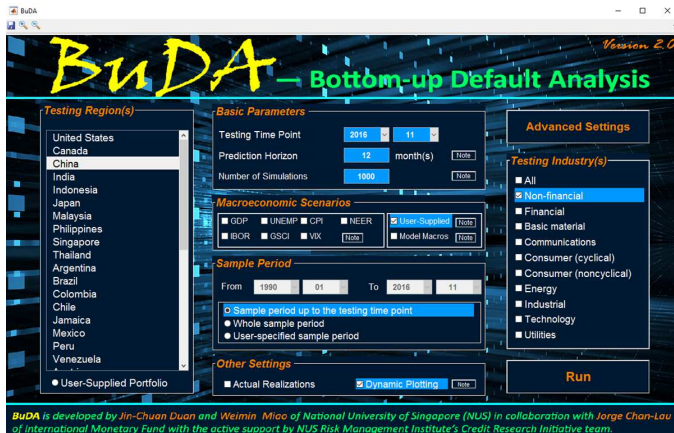 BuDA
BuDA — Bottom-up Default Analysis
Version 2.0
Testing Region(s)
United States
Canada
China
India
Indonesia
Japan
Malaysia
Philippines
Singapore
Thailand
Argentina
Brazil
Colombia
Chile
Jamaica
Mexico
Peru
Venezuela
User-Supplied Portfolio
Basic Parameters
Testing Time Point 2016 11
Prediction Horizon 12 month(s) Note
Number of Simulations 1000 Note
Macroeconomic Scenarios
GDP UNEMP CPI NEER User-Supplied Note
IBOR GSCI VIX Note Model Macros Note
Sample Period
From 1990 01 To 2016 11
Sample period up to the testing time point
Whole sample period
User-specified sample period
Other Settings
Actual Realizations Dynamic Plotting Note
Advanced Settings
Testing Industry(s)
All
Non-financial
Financial
Basic material
Communications
Consumer (cyclical)
Consumer (noncyclical)
Energy
Industrial
Technology
Utilities
Run
BuDA is developed by Jin-Chuan Duan and Weimin Miao of National University of Singapore (NUS) in collaboration with Jorge Chan-Lau
of International Monetary Fund with the active support by NUS Risk Management Institute's Credit Research Initiative team.